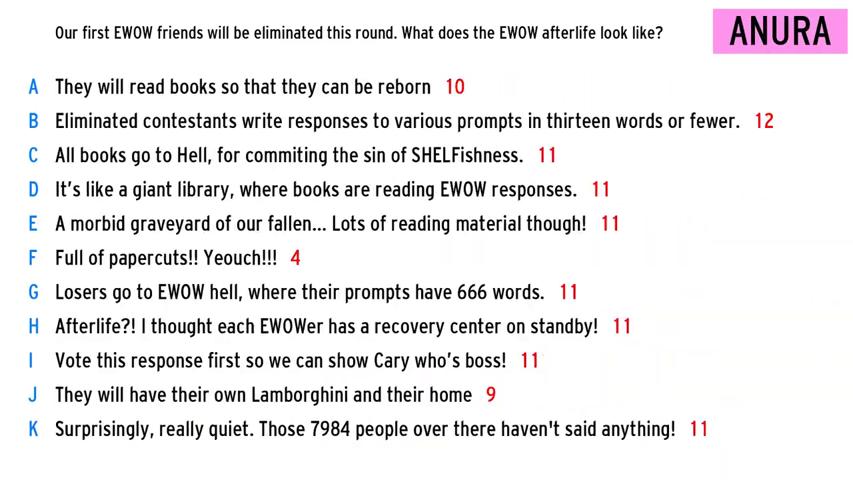 Our first EWOW friends will be eliminated this round. What does the EWOW afterlife look like?
ANURA
A They will read books so that they can be reborn 10
B Eliminated contestants write responses to various prompts in thirteen words or fewer. 12
C All books go to Hell, for commiting the sin of SHELFishness. 11
D It's like a giant library, where books are reading EWOW responses. 11
E A morbid graveyard of our fallen... Lots of reading material though! 11
F Full of papercuts!! Yeouch!!! 4
G Losers go to EWOW hell, where their prompts have 666 words. 11
H Afterlife?! I thought each EWOWer has a recovery center on standby! 11
I Vote this response first so we can show Cary who's boss! 11
J They will have their own Lamborghini and their home 9
K Surprisingly, really quiet. Those 7984 people over there haven't said anything! 11